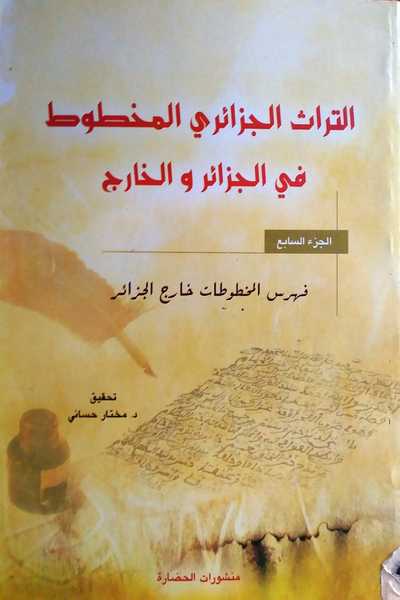 التراث الجزائري المخطوط
في الجزائر و الخارج
الجزء السابع
فهرس المخطوطات خارج الجزائر
تحقيق
د. مختار حساني
منشورات الحضارة